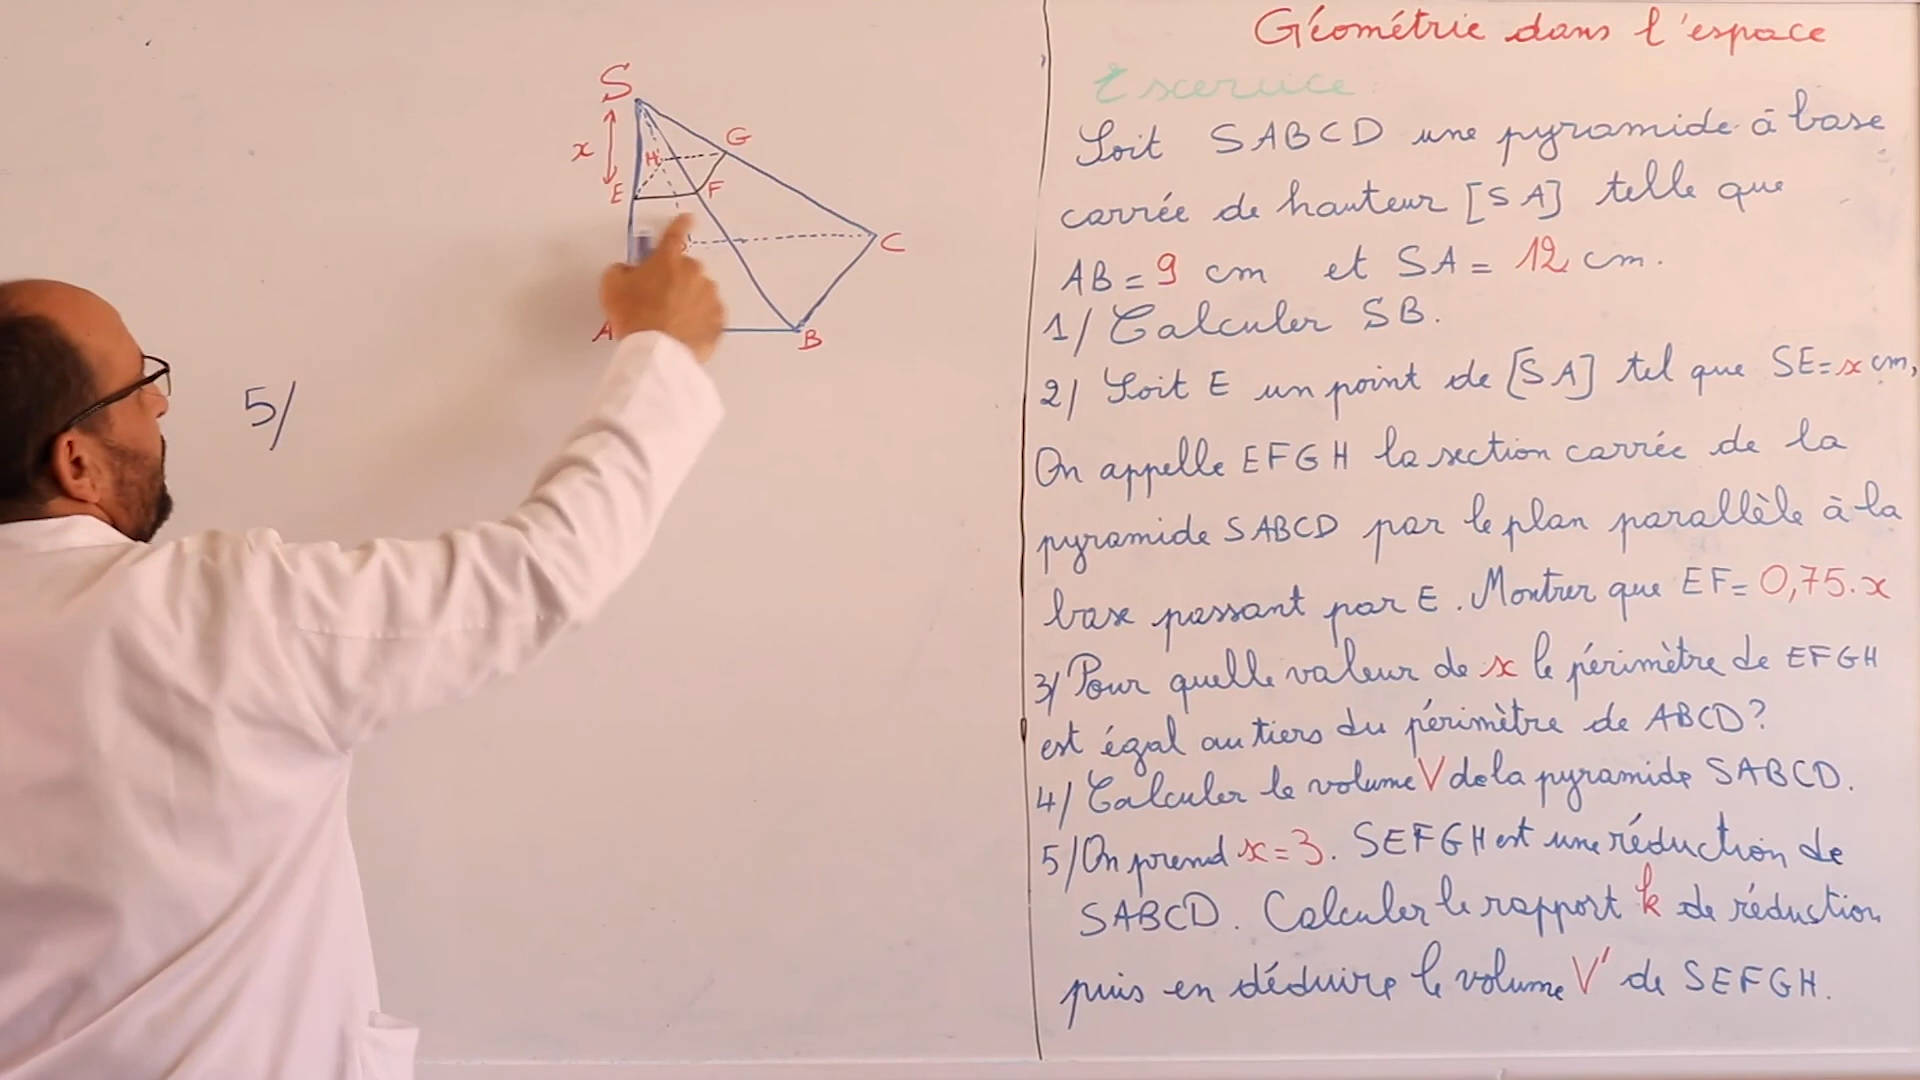 Géométrie dans l'espace
Exercice
Soit SABCD une pyramide à base
carrée de hauteur [SA] telle que
AB = 9 cm et SA = 12 cm.
1/ Calculer SB.
2/ Soit E un point de [SA] tel que SE = x cm,
On appelle EFGH la section carrée de la
pyramide SABCD par le plan parallèle à la
base passant par E. Montrer que EF = 0,75.x
3/ Pour quelle valeur de x le périmètre de EFGH
est égal au tiers du périmètre de ABCD?
4/ Calculer le volume V de la pyramide SABCD.
5/ On prend x = 3. SEFGH est une réduction de
SABCD. Calculer le rapport k de réduction
puis en déduire le volume V' de SEFGH.
S
G
x
H
E
F
C
A
B
5/